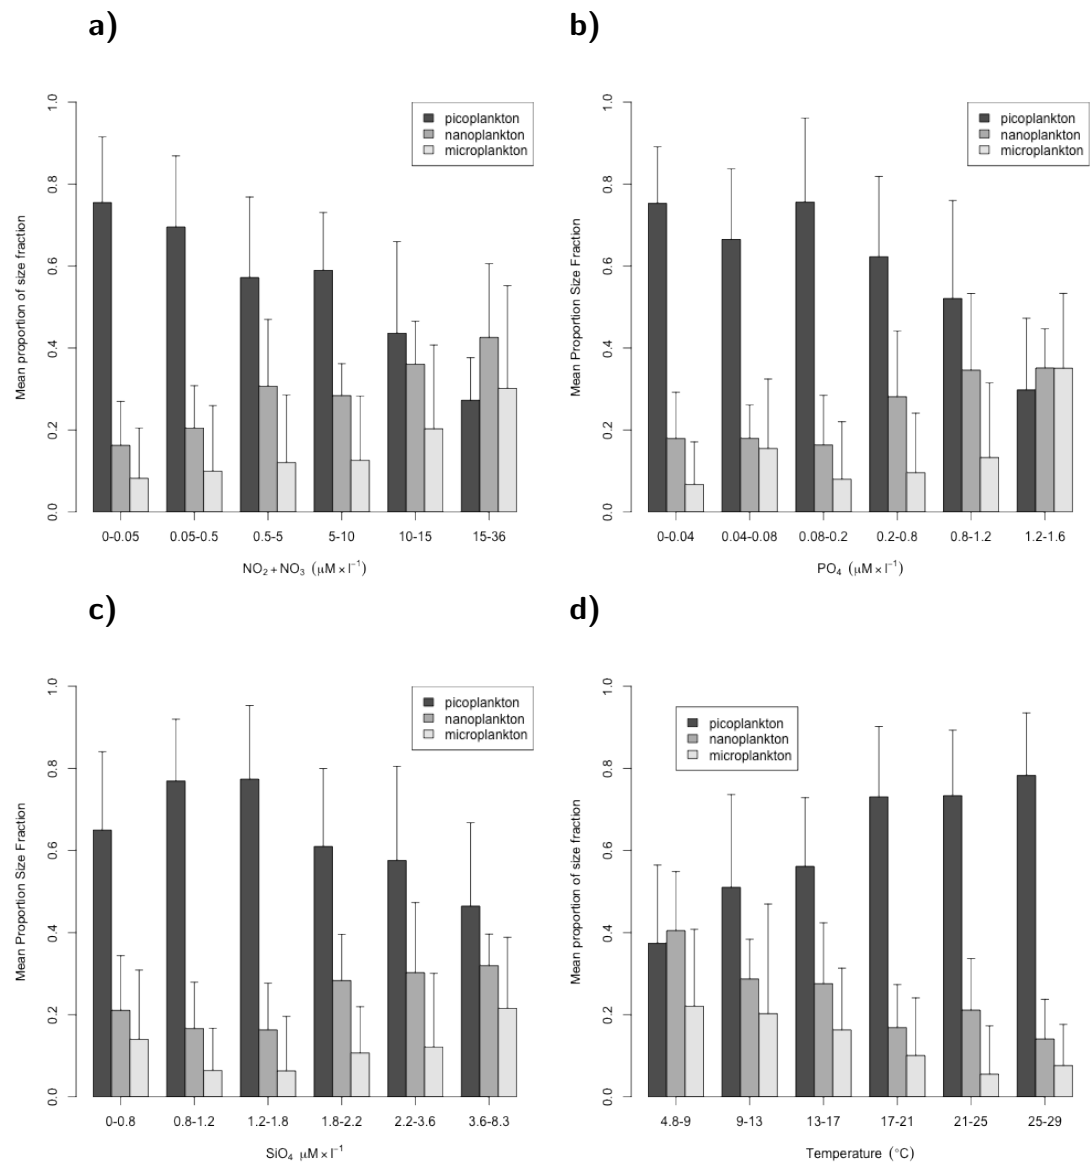 a)
Mean proportion of size fraction
1.0
0.8
0.6
0.4
0.2
0.0
picoplankton
nanoplankton
microplankton
0-0.05 0.05-0.5 0.5-5 5-10 10-15 15-36
NO₂ + NO₃ (μM × l⁻¹)
b)
Mean Proportion Size Fraction
1.0
0.8
0.6
0.4
0.2
0.0
picoplankton
nanoplankton
microplankton
0-0.04 0.04-0.08 0.08-0.2 0.2-0.8 0.8-1.2 1.2-1.6
PO₄ (μM × l⁻¹)
c)
Mean Proportion Size Fraction
1.0
0.8
0.6
0.4
0.2
0.0
picoplankton
nanoplankton
microplankton
0-0.8 0.8-1.2 1.2-1.8 1.8-2.2 2.2-3.6 3.6-8.3
SiO₄ μM × l⁻¹
d)
Mean proportion of size fraction
1.0
0.8
0.6
0.4
0.2
0.0
picoplankton
nanoplankton
microplankton
4.8-9 9-13 13-17 17-21 21-25 25-29
Temperature (°C)